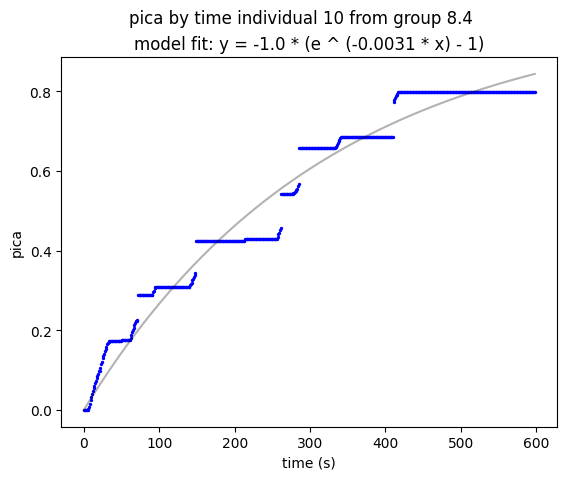 pica by time individual 10 from group 8.4
model fit: y = -1.0 * (e ^ (-0.0031 * x) - 1)
0.8
0.6
0.4
0.2
0.0
pica
0 100 200 300 400 500 600
time (s)